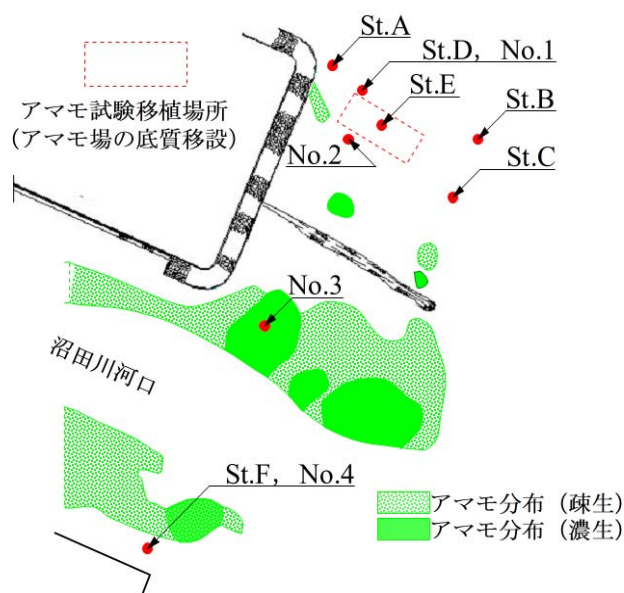 St.A
St.D, No.1
St.E
St.B
アマモ試験移植場所
(アマモ場の底質移設)
No.2
St.C
No.3
沼田川河口
St.F, No.4
アマモ分布 (疎生)
アマモ分布 (濃生)